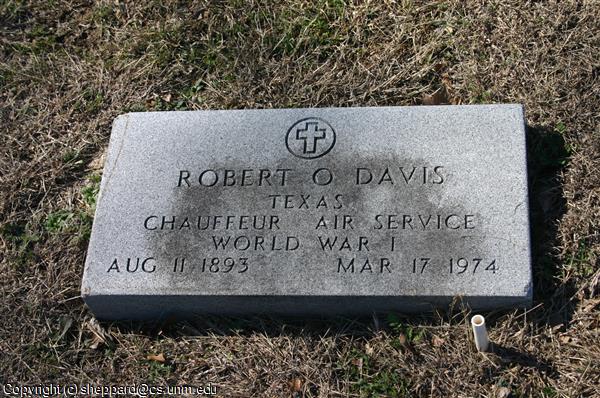 ROBERT O DAVIS
TEXAS
CHAUFFEUR AIR SERVICE
WORLD WAR I
AUG 11 1893 MAR 17 1974
Copyright (c) sheppard@cs.unm.edu